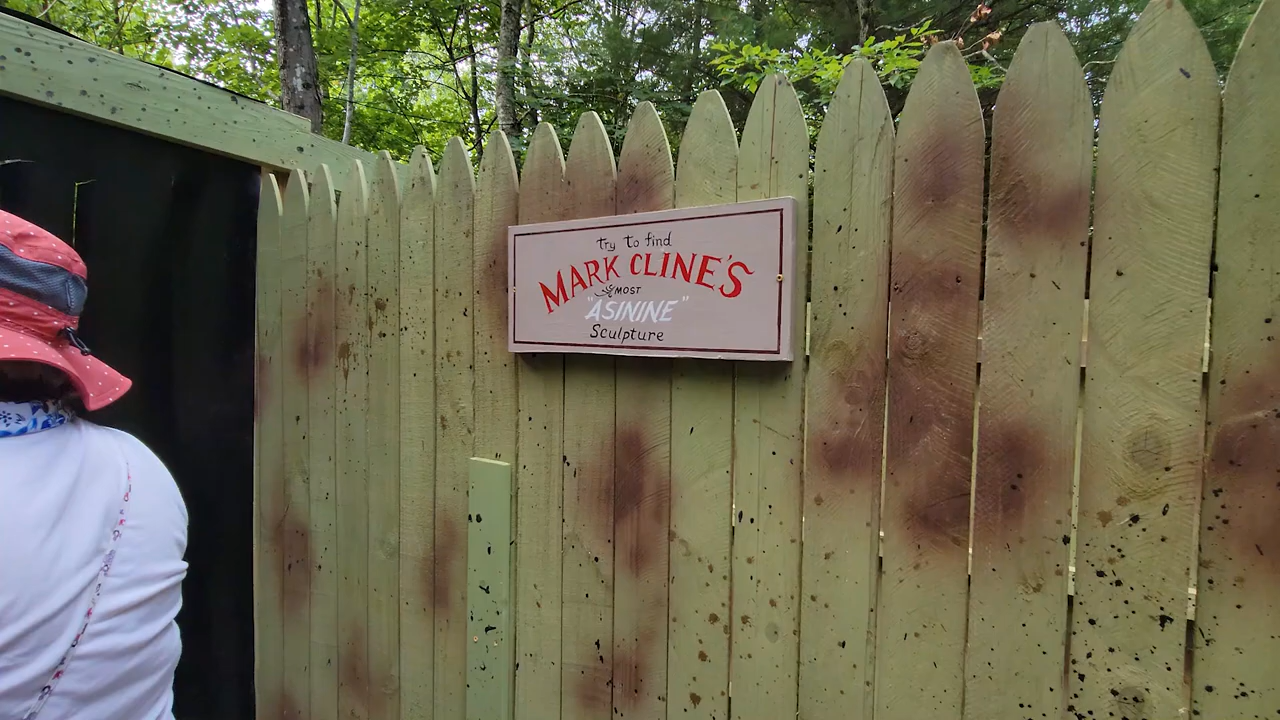 try to find
MARK CLINE'S
MOST
"ASININE"
Sculpture